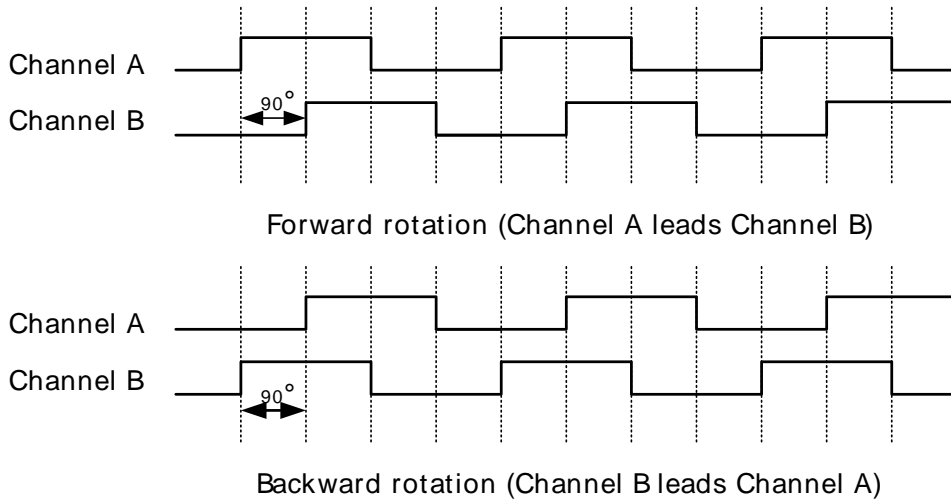 Channel A
90°
Channel B
Forward rotation (Channel A leads Channel B)
Channel A
Channel B
90°
Backward rotation (Channel B leads Channel A)